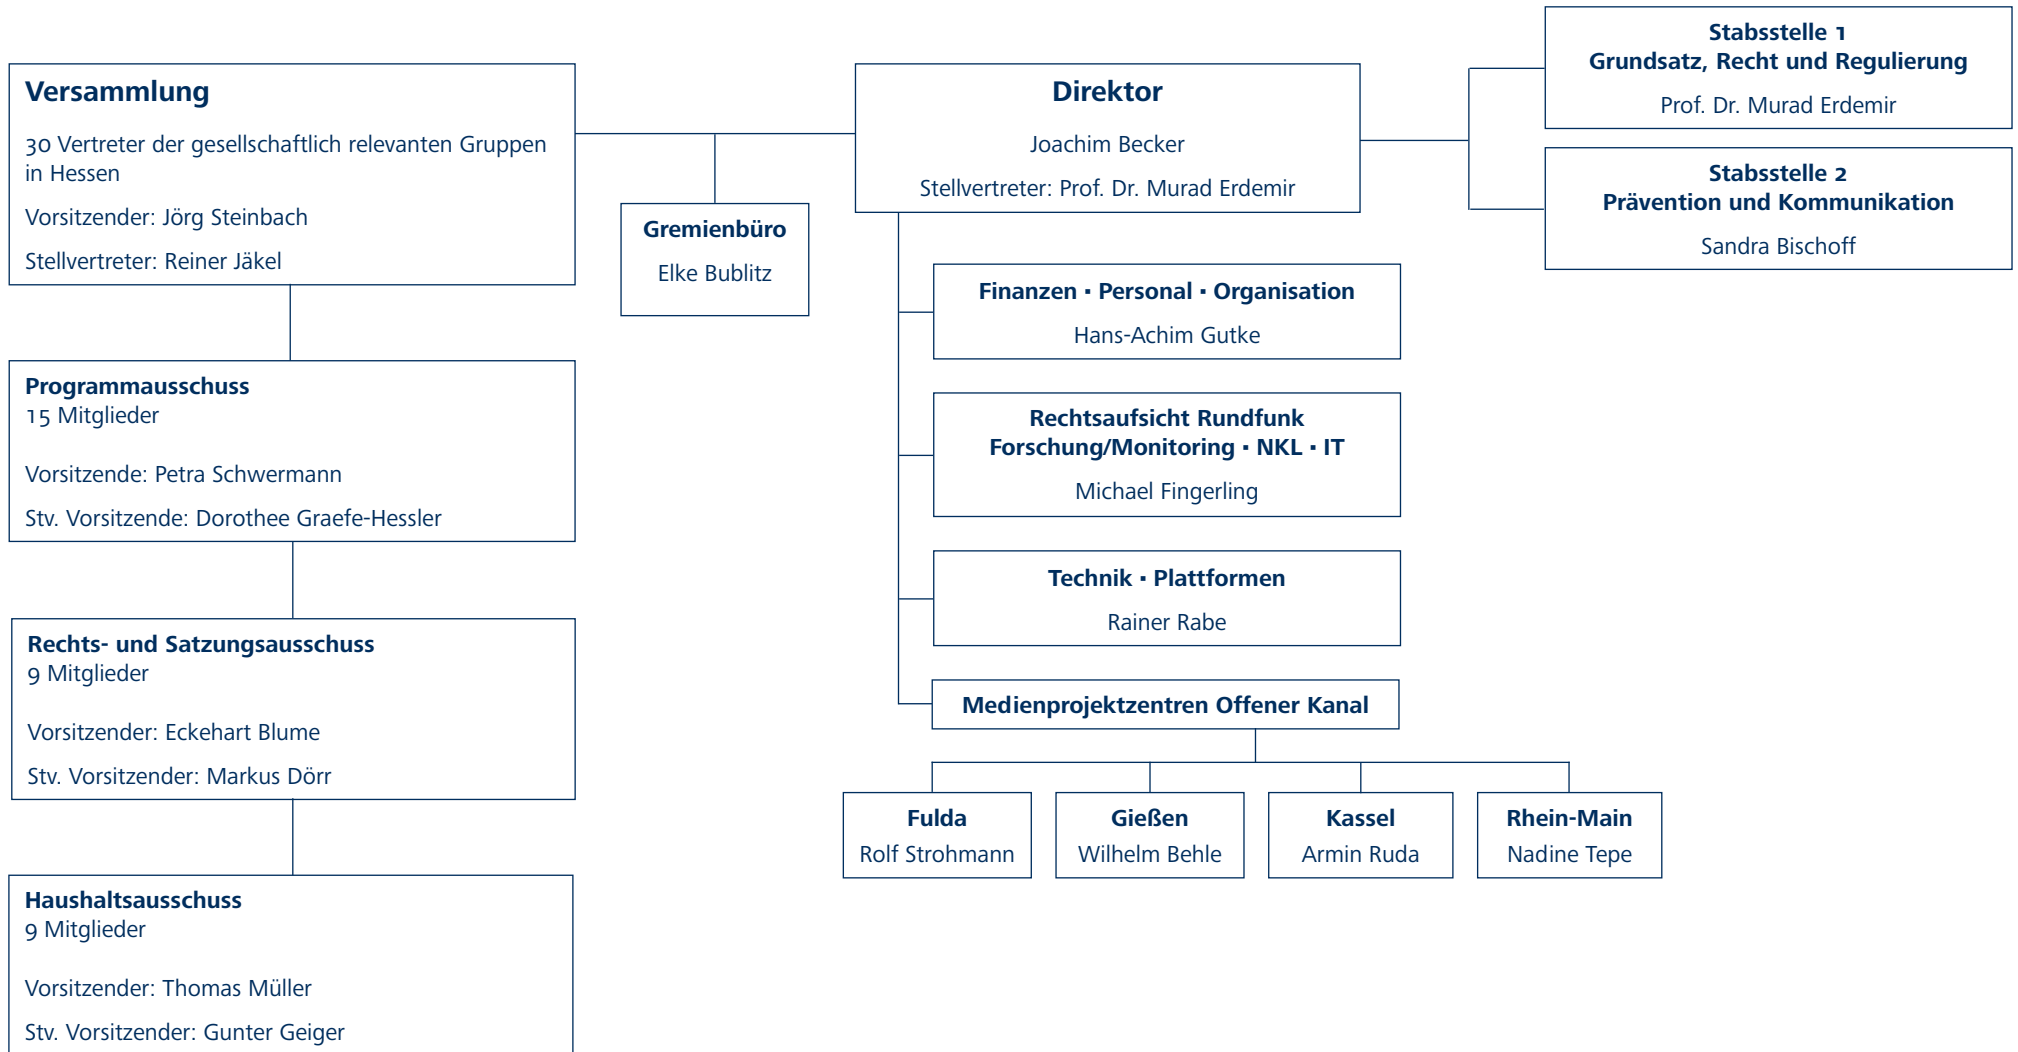 Versammlung
30 Vertreter der gesellschaftlich relevanten Gruppen
in Hessen
Vorsitzender: Jörg Steinbach
Stellvertreter: Reiner Jäkel
Programmausschuss
15 Mitglieder
Vorsitzende: Petra Schwermann
Stv. Vorsitzende: Dorothee Graefe-Hessler
Rechts- und Satzungsausschuss
9 Mitglieder
Vorsitzender: Eckehart Blume
Stv. Vorsitzender: Markus Dörr
Haushaltsausschuss
9 Mitglieder
Vorsitzender: Thomas Müller
Stv. Vorsitzender: Gunter Geiger
Gremienbüro
Elke Bublitz
Direktor
Joachim Becker
Stellvertreter: Prof. Dr. Murad Erdemir
Stabsstelle 1
Grundsatz, Recht und Regulierung
Prof. Dr. Murad Erdemir
Stabsstelle 2
Prävention und Kommunikation
Sandra Bischoff
Finanzen ▪ Personal ▪ Organisation
Hans-Achim Gutke
Rechtsaufsicht Rundfunk
Forschung/Monitoring ▪ NKL ▪ IT
Michael Fingerling
Technik ▪ Plattformen
Rainer Rabe
Medienprojektzentren Offener Kanal
Fulda
Rolf Strohmann
Gießen
Wilhelm Behle
Kassel
Armin Ruda
Rhein-Main
Nadine Tepe